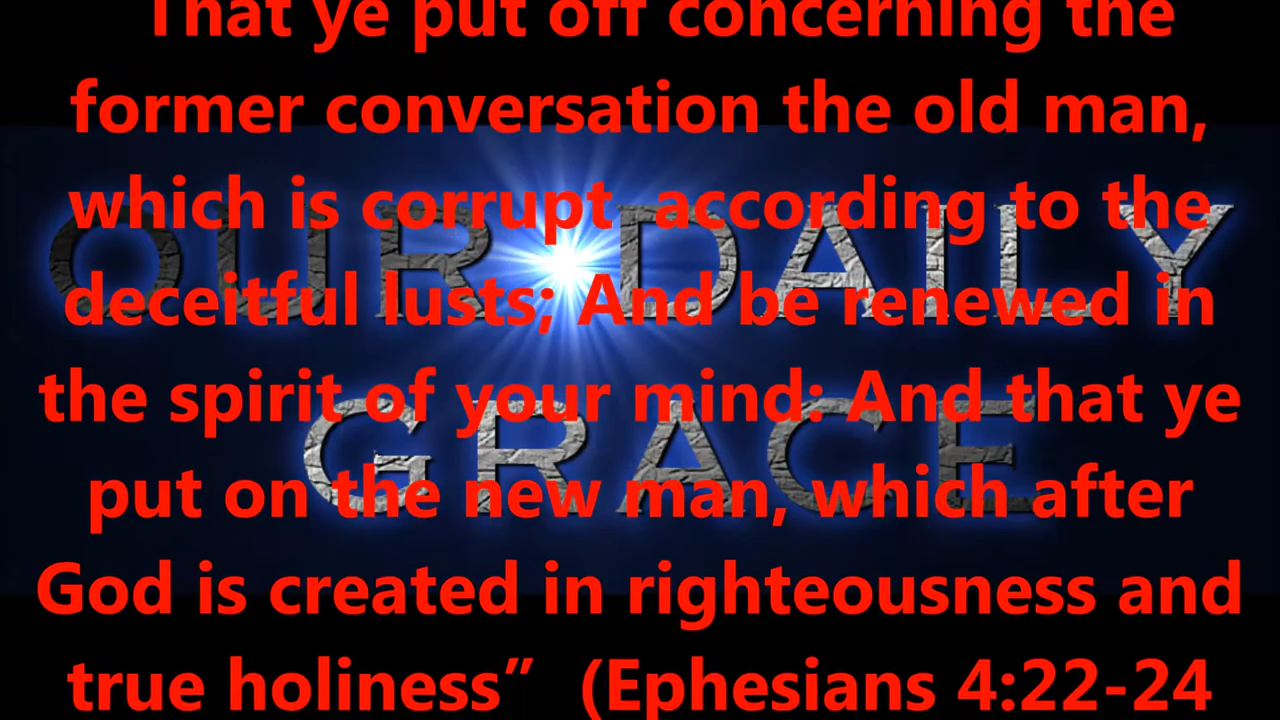 That ye put off concerning the
former conversation the old man,
which is corrupt  according to the
deceitful lusts; And be renewed in
the spirit of your mind: And that ye
put on the new man, which after
God is created in righteousness and
true holiness”  (Ephesians 4:22-24
OUR DAILY
GRACE